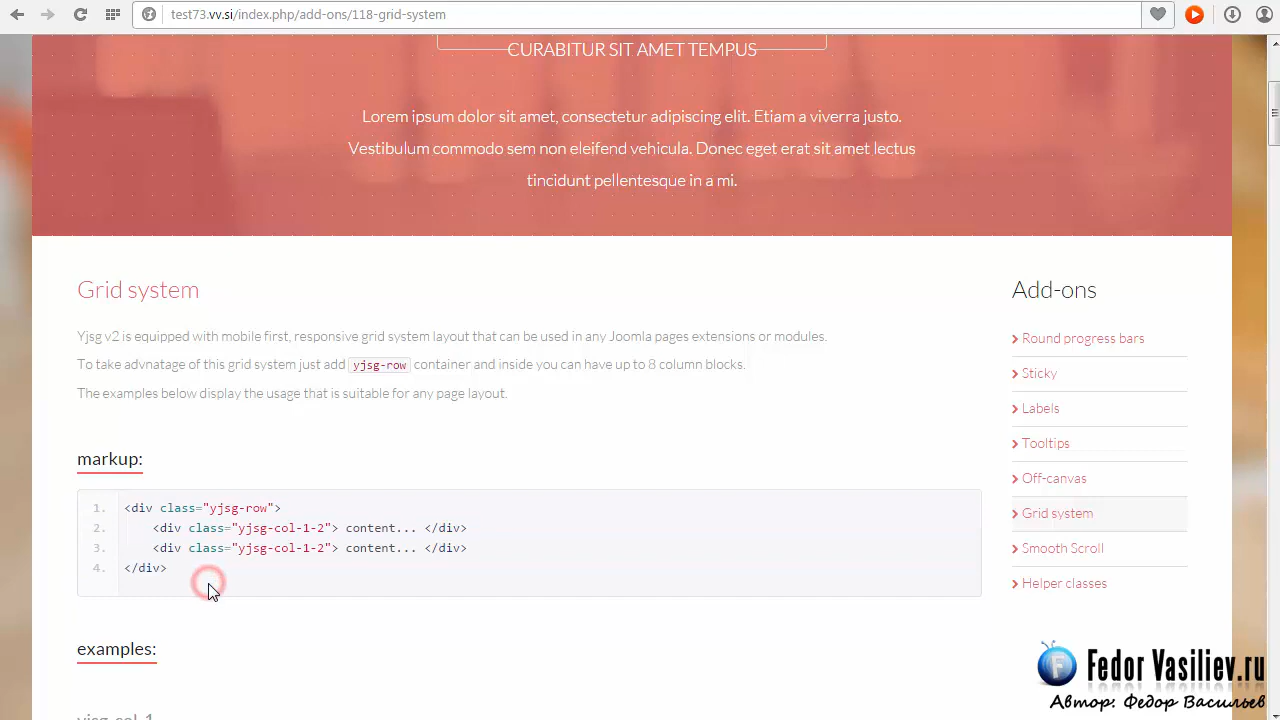 test73.vv.si/index.php/add-ons/118-grid-system
CURABITUR SIT AMET TEMPUS
Lorem ipsum dolor sit amet, consectetur adipiscing elit. Etiam a viverra justo.
Vestibulum commodo sem non eleifend vehicula. Donec eget erat sit amet lectus
tincidunt pellentesque in a mi.
Grid system
Yjsg v2 is equipped with mobile first, responsive grid system layout that can be used in any Joomla pages extensions or modules.
To take advnatage of this grid system just add yjsg-row container and inside you can have up to 8 column blocks.
The examples below display the usage that is suitable for any page layout.
markup:
1. <div class="yjsg-row">
2. <div class="yjsg-col-1-2"> content... </div>
3. <div class="yjsg-col-1-2"> content... </div>
4. </div>
examples:
yjsg-col-1
Add-ons
Round progress bars
Sticky
Labels
Tooltips
Off-canvas
Grid system
Smooth Scroll
Helper classes
Fedor Vasiliev.ru
Автор: Федор Васильев